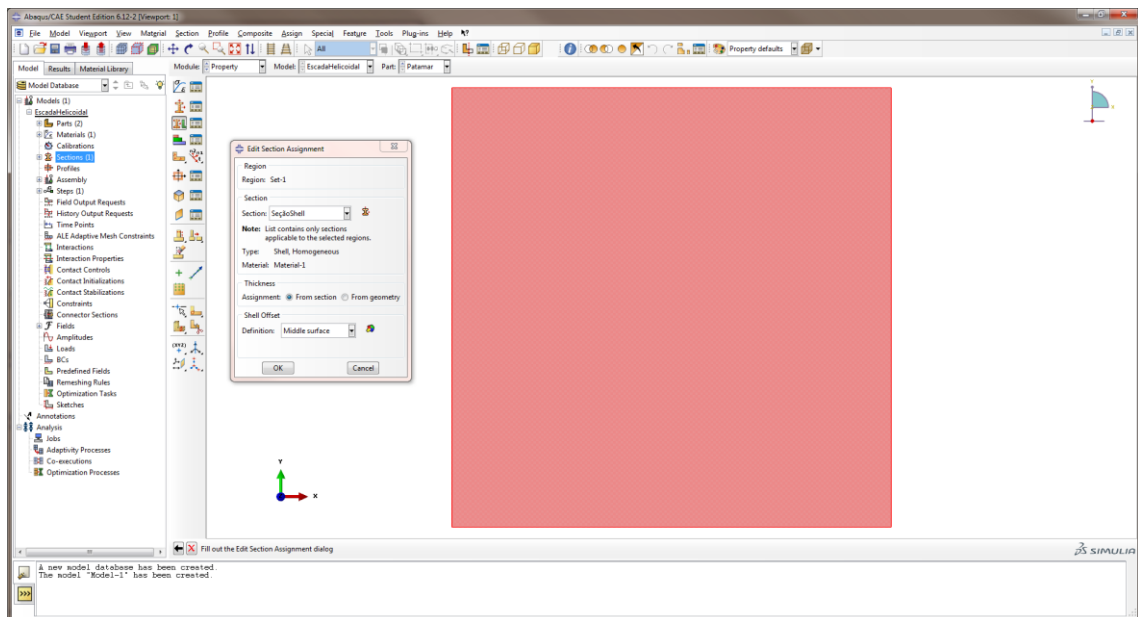 Abaqus/CAE Student Edition 6.12-2 [Viewport: 1]
File Model Viewport View Material Section Profile Composite Assign Special Feature Tools Plug-ins Help
All
Property defaults
Model Results Material Library
Module: Property Model: EscadaHelicoidal Part: Patamar
Model Database
Models (1)
EscadaHelicoidal
Parts (2)
Materials (1)
Calibrations
Sections (1)
Profiles
Assembly
Steps (1)
Field Output Requests
History Output Requests
Time Points
ALE Adaptive Mesh Constraints
Interactions
Interaction Properties
Contact Controls
Contact Initializations
Contact Stabilizations
Constraints
Connector Sections
Fields
Amplitudes
Loads
BCs
Predefined Fields
Remeshing Rules
Optimization Tasks
Sketches
Annotations
Analysis
Jobs
Adaptivity Processes
Co-executions
Optimization Processes
Edit Section Assignment
Region
Region: Set-1
Section
Section: SeçãoShell
Note: List contains only sections
applicable to the selected regions.
Type: Shell, Homogeneous
Material: Material-1
Thickness
Assignment: From section From geometry
Shell Offset
Definition: Middle surface
OK Cancel
Y
X
Fill out the Edit Section Assignment dialog
SIMULIA
A new model database has been created.
The model "Model-1" has been created.
>>>